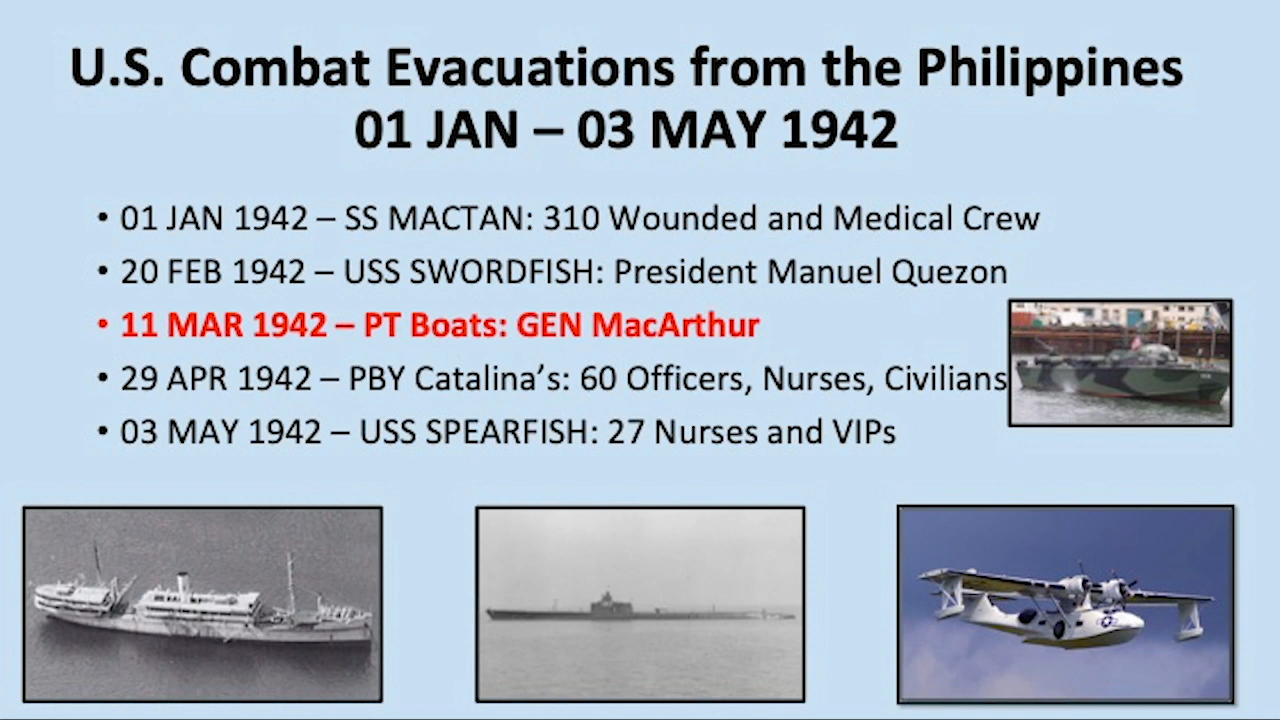 U.S. Combat Evacuations from the Philippines
01 JAN – 03 MAY 1942
• 01 JAN 1942 – SS MACTAN: 310 Wounded and Medical Crew
• 20 FEB 1942 – USS SWORDFISH: President Manuel Quezon
• 11 MAR 1942 – PT Boats: GEN MacArthur
• 29 APR 1942 – PBY Catalina’s: 60 Officers, Nurses, Civilians
• 03 MAY 1942 – USS SPEARFISH: 27 Nurses and VIPs